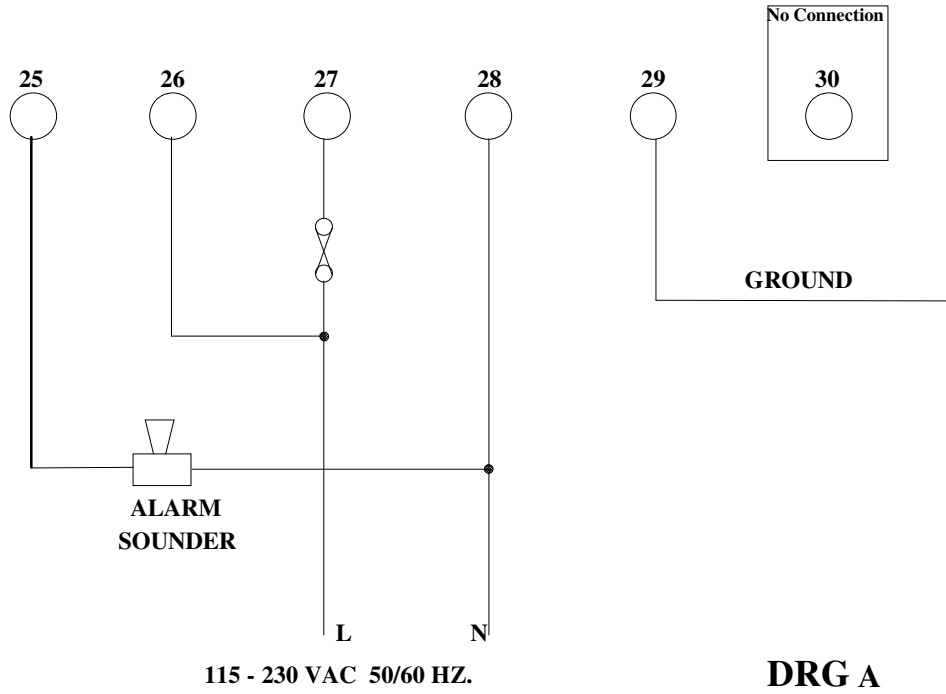 No Connection
25 26 27 28 29 30
GROUND
ALARM
SOUNDER
L N
115 - 230 VAC 50/60 HZ.
DRG A